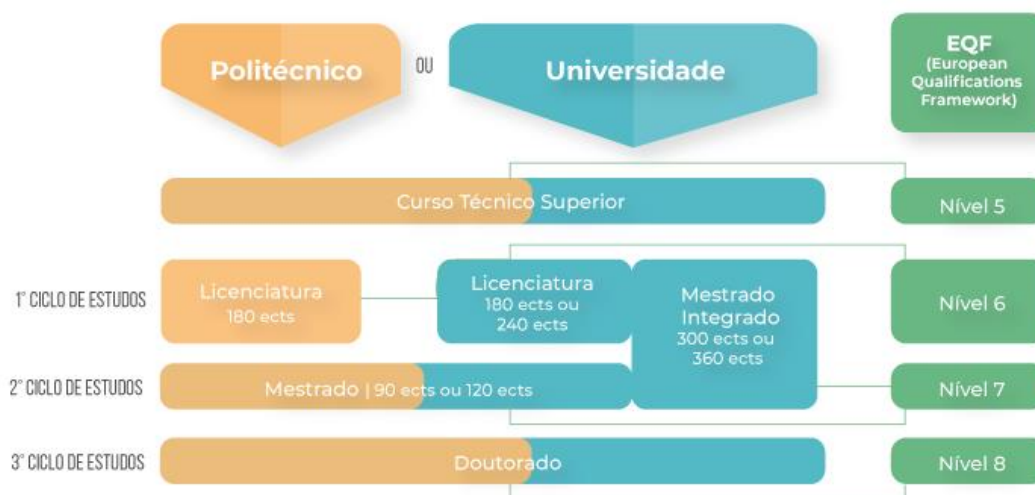 Politécnico
OU
Universidade
EQF
(European
Qualifications
Framework)
Curso Técnico Superior
Nível 5
1° CICLO DE ESTUDOS
Licenciatura
180 ects
Licenciatura
180 ects ou
240 ects
Mestrado
Integrado
300 ects ou
360 ects
Nível 6
2° CICLO DE ESTUDOS
Mestrado | 90 ects ou 120 ects
Nível 7
3° CICLO DE ESTUDOS
Doutorado
Nível 8